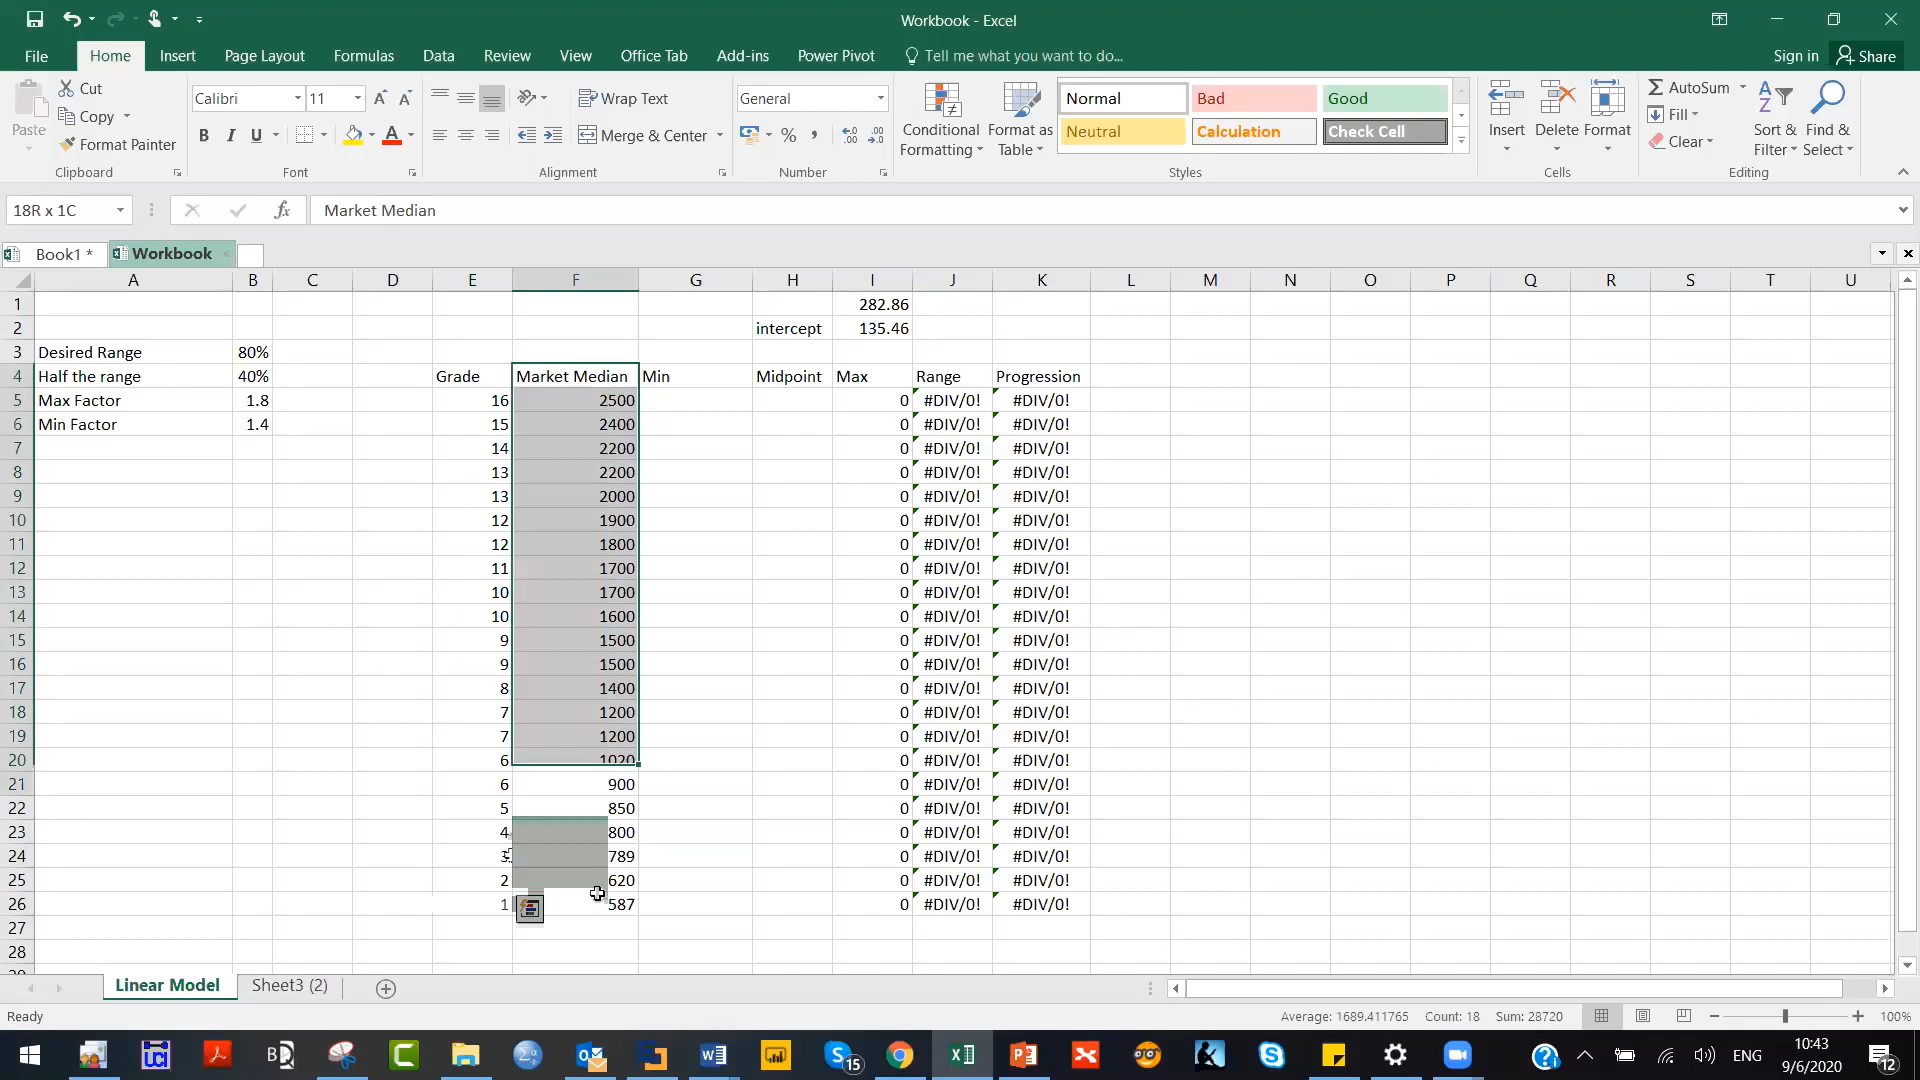 Workbook - Excel
File Home Insert Page Layout Formulas Data Review View Office Tab Add-ins Power Pivot Tell me what you want to do... Sign in Share
Paste Cut Copy Format Painter Clipboard
Calibri 11 A A B I U A Font
Wrap Text Merge & Center Alignment
General % , Number
Conditional Formatting Format as Table
Normal Bad Good
Neutral Calculation Check Cell
Styles
Insert Delete Format Cells
AutoSum Fill Clear Sort & Filter Find & Select Editing
18R x 1C fx Market Median
Book1 * Workbook
A B C D E F G H I J K L M N O P Q R S T U
1 282.86
2 intercept 135.46
3 Desired Range 80%
4 Half the range 40% Grade Market Median Min Midpoint Max Range Progression
5 Max Factor 1.8 16 2500 0 #DIV/0! #DIV/0!
6 Min Factor 1.4 15 2400 0 #DIV/0! #DIV/0!
7 14 2200 0 #DIV/0! #DIV/0!
8 13 2200 0 #DIV/0! #DIV/0!
9 13 2000 0 #DIV/0! #DIV/0!
10 12 1900 0 #DIV/0! #DIV/0!
11 12 1800 0 #DIV/0! #DIV/0!
12 11 1700 0 #DIV/0! #DIV/0!
13 10 1700 0 #DIV/0! #DIV/0!
14 10 1600 0 #DIV/0! #DIV/0!
15 9 1500 0 #DIV/0! #DIV/0!
16 9 1500 0 #DIV/0! #DIV/0!
17 8 1400 0 #DIV/0! #DIV/0!
18 7 1200 0 #DIV/0! #DIV/0!
19 7 1200 0 #DIV/0! #DIV/0!
20 6 1020 0 #DIV/0! #DIV/0!
21 6 900 0 #DIV/0! #DIV/0!
22 5 850 0 #DIV/0! #DIV/0!
23 4 800 0 #DIV/0! #DIV/0!
24 3 789 0 #DIV/0! #DIV/0!
25 2 620 0 #DIV/0! #DIV/0!
26 1 587 0 #DIV/0! #DIV/0!
27
28
Linear Model Sheet3 (2)
Ready Average: 1689.411765 Count: 18 Sum: 28720 100%
UCI 15 ENG 10:43
9/6/2020 12